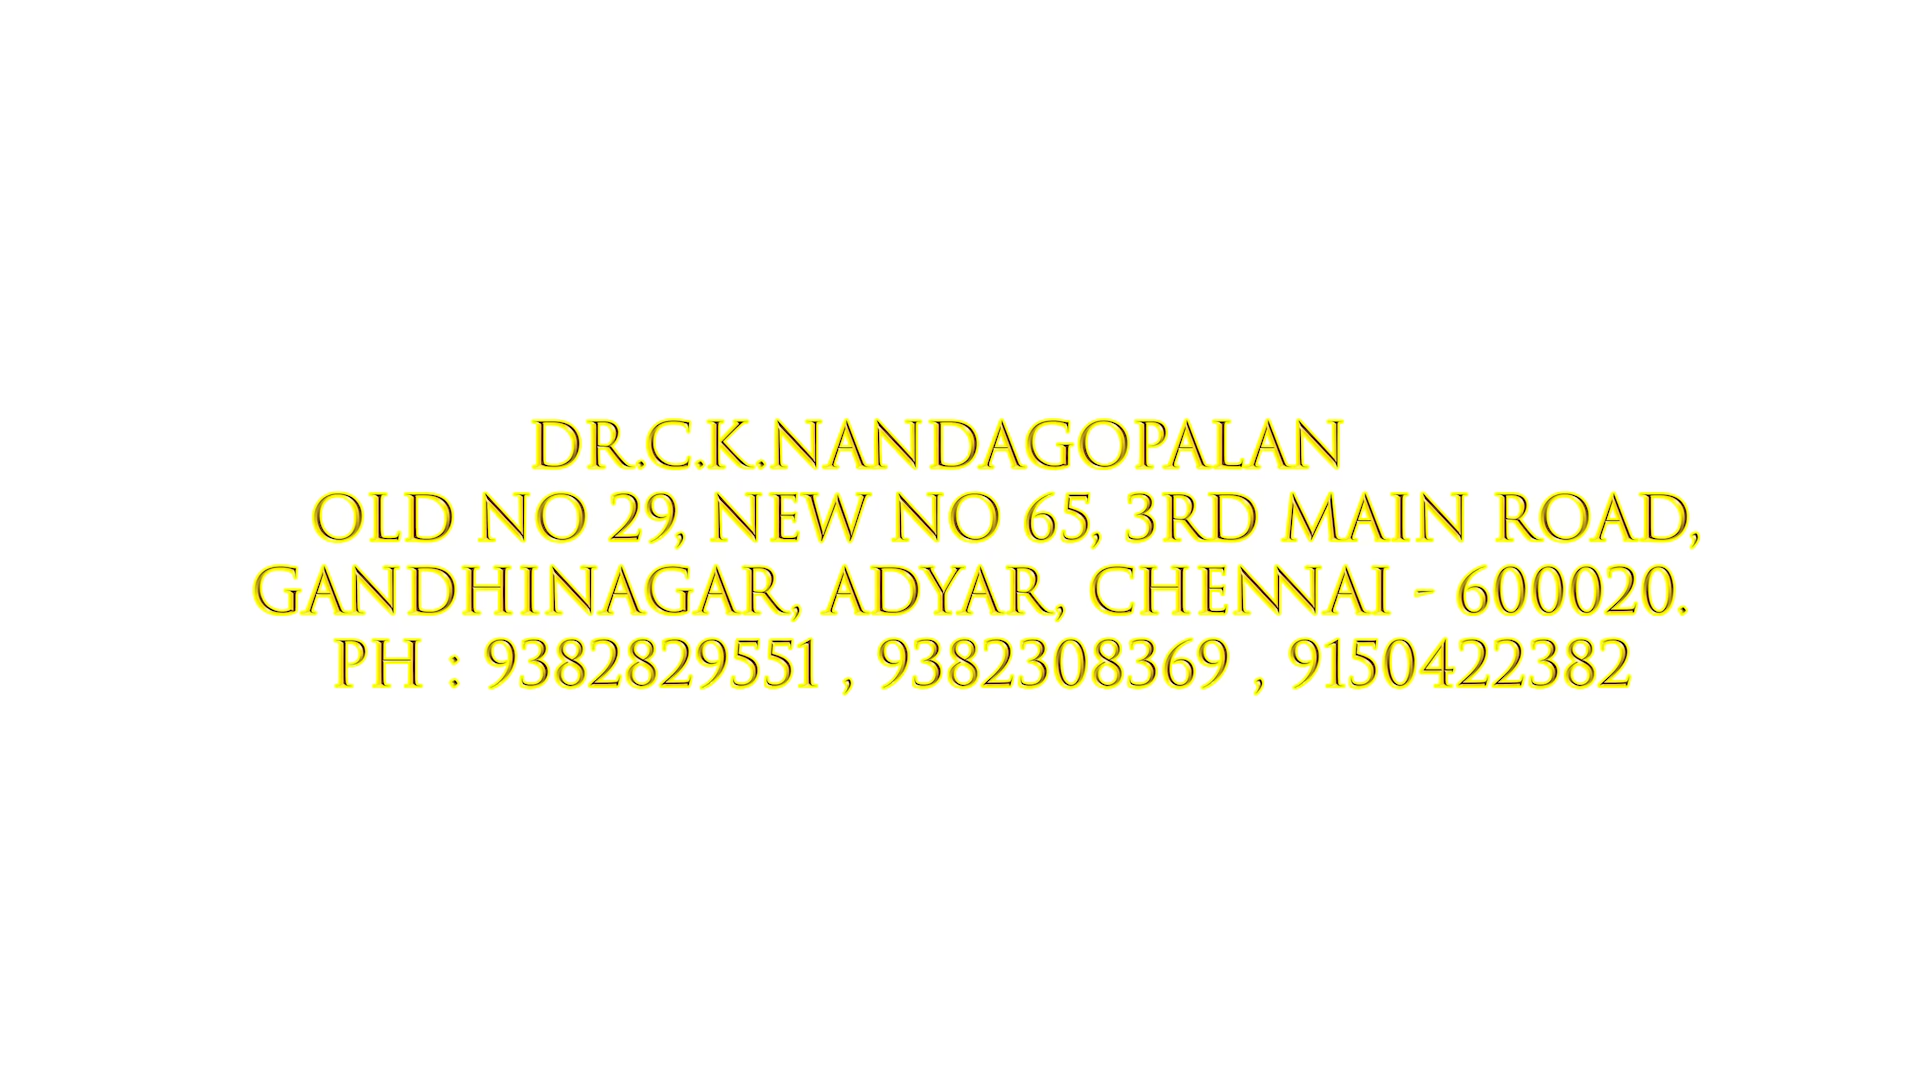 DR.C.K.NANDAGOPALAN
OLD NO 29, NEW NO 65, 3RD MAIN ROAD,
GANDHINAGAR, ADYAR, CHENNAI - 600020.
PH : 9382829551 , 9382308369 , 9150422382